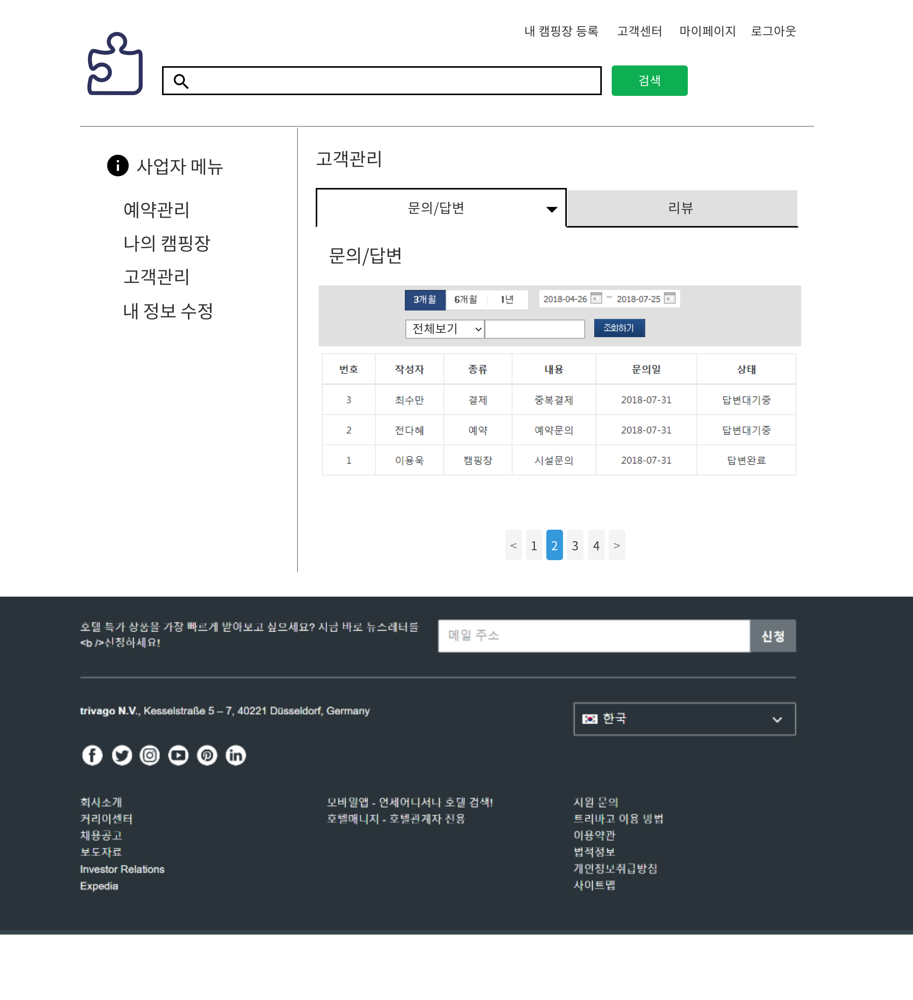 내 캠핑장 등록 고객센터 마이페이지 로그아웃
검색
사업자 메뉴
예약관리
나의 캠핑장
고객관리
내 정보 수정
고객관리
문의/답변 리뷰
문의/답변
3개월 6개월 1년 2018-04-26 ~ 2018-07-25
전체보기 조회하기
번호 작성자 종류 내용 문의일 상태
3 최수만 결제 중복결제 2018-07-31 답변대기중
2 전다혜 예약 예약문의 2018-07-31 답변대기중
1 이용욱 캠핑장 시설문의 2018-07-31 답변완료
< 1 2 3 4 >
호텔 특가 상품을 가장 빠르게 받아보고 싶으세요? 지금 바로 뉴스레터를
<b />신청하세요!
메일 주소 신청
trivago N.V., Kesselstraße 5 – 7, 40221 Düsseldorf, Germany
한국
회사소개
커리어센터
채용공고
보도자료
Investor Relations
Expedia
모바일앱 - 언제어디서나 호텔 검색!
호텔매니저 - 호텔관계자 전용
지원 문의
트리바고 이용 방법
이용약관
법적정보
개인정보취급방침
사이트맵